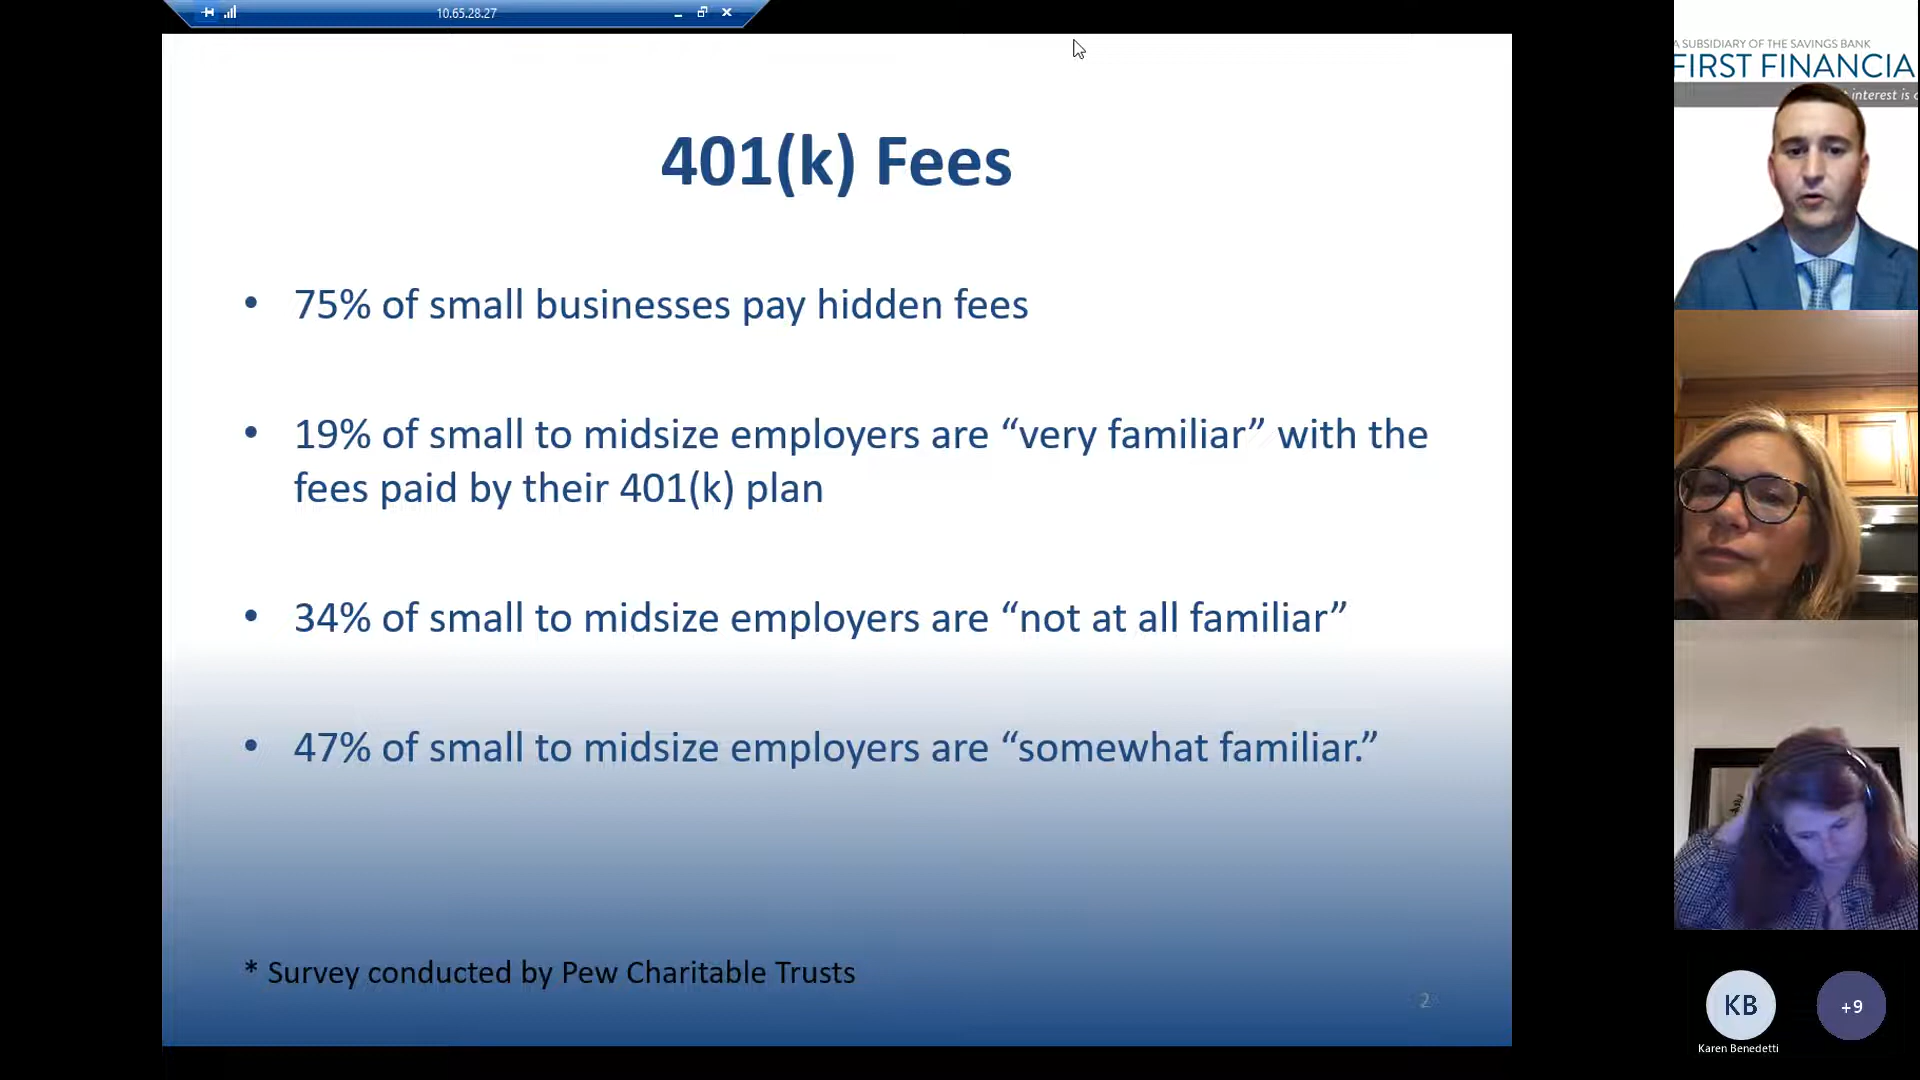 10.65.28.27
401(k) Fees
• 75% of small businesses pay hidden fees
• 19% of small to midsize employers are “very familiar” with the
fees paid by their 401(k) plan
• 34% of small to midsize employers are “not at all familiar”
• 47% of small to midsize employers are “somewhat familiar.”
* Survey conducted by Pew Charitable Trusts
2
A SUBSIDIARY OF THE SAVINGS BANK
FIRST FINANCIA
interest is
KB
+9
Karen Benedetti